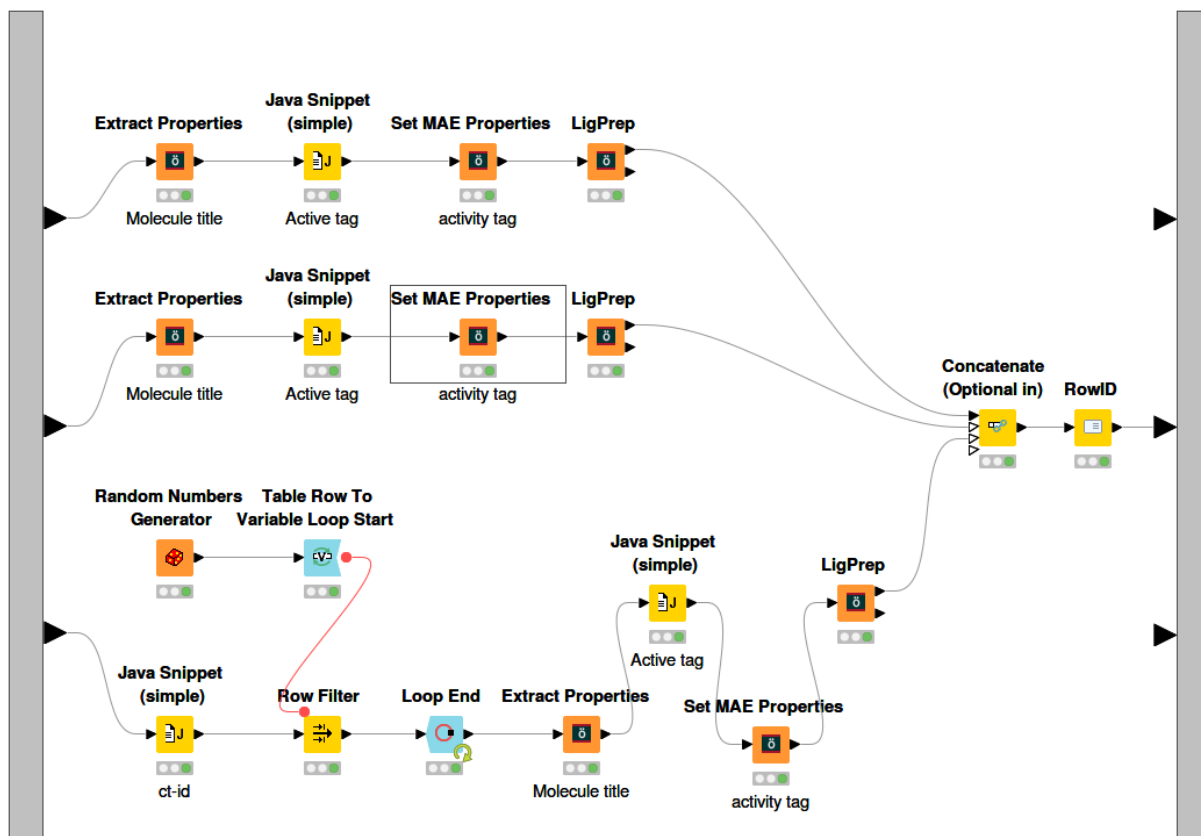 Java Snippet
(simple)
Extract Properties
Set MAE Properties
LigPrep
ö
J
ö
ö
Molecule title
Active tag
activity tag
Java Snippet
(simple)
Extract Properties
Set MAE Properties
LigPrep
ö
J
ö
ö
Molecule title
Active tag
activity tag
Concatenate
(Optional in)
RowID
Random Numbers
Generator
Table Row To
Variable Loop Start
V
Java Snippet
(simple)
J
Active tag
LigPrep
ö
Java Snippet
(simple)
Row Filter
Loop End
Extract Properties
Set MAE Properties
J
ö
ö
ct-id
Molecule title
activity tag